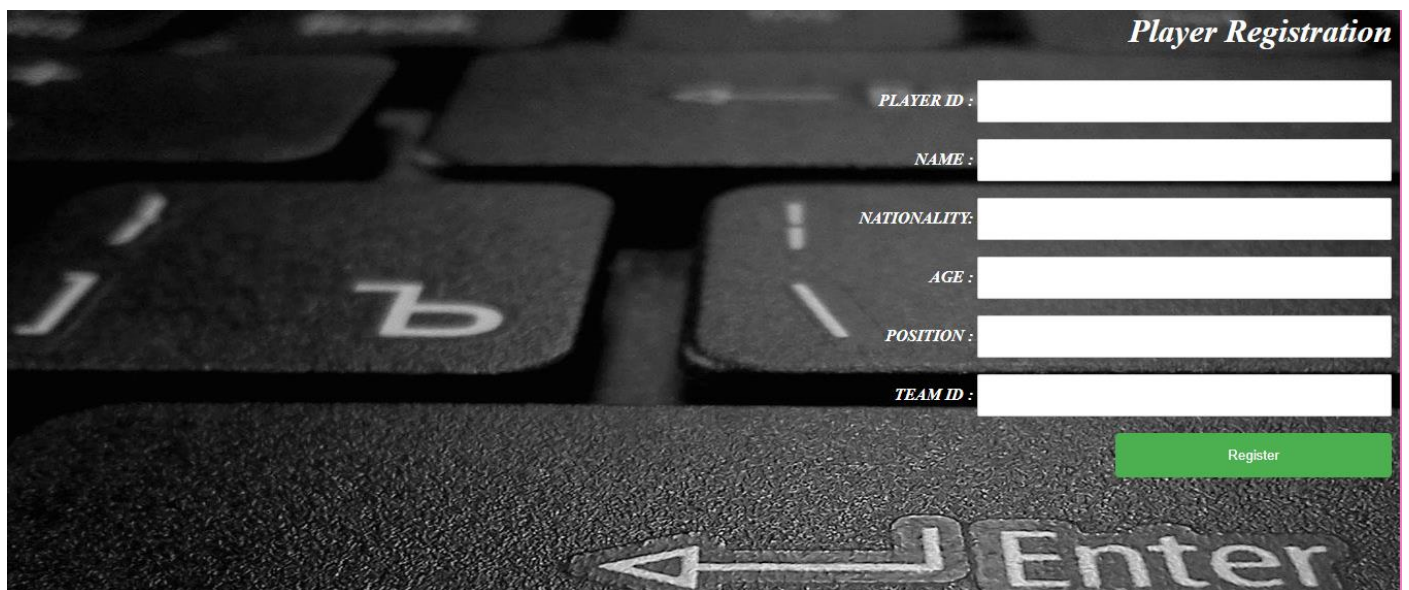 Player Registration
PLAYER ID :
NAME :
NATIONALITY:
AGE :
POSITION :
TEAM ID :
Register
Ъ
Enter